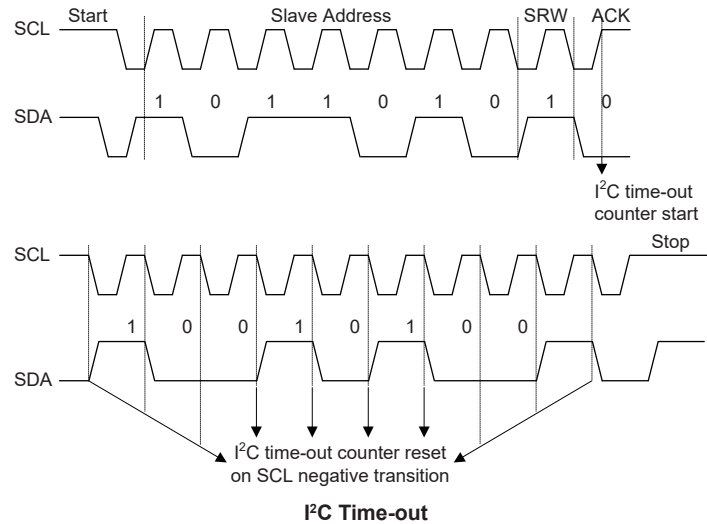 Start Slave Address SRW ACK
SCL
1 0 1 1 0 1 0 1 0
SDA
I²C time-out
counter start
Stop
SCL
1 0 0 1 0 1 0 0
SDA
I²C time-out counter reset
on SCL negative transition
I²C Time-out